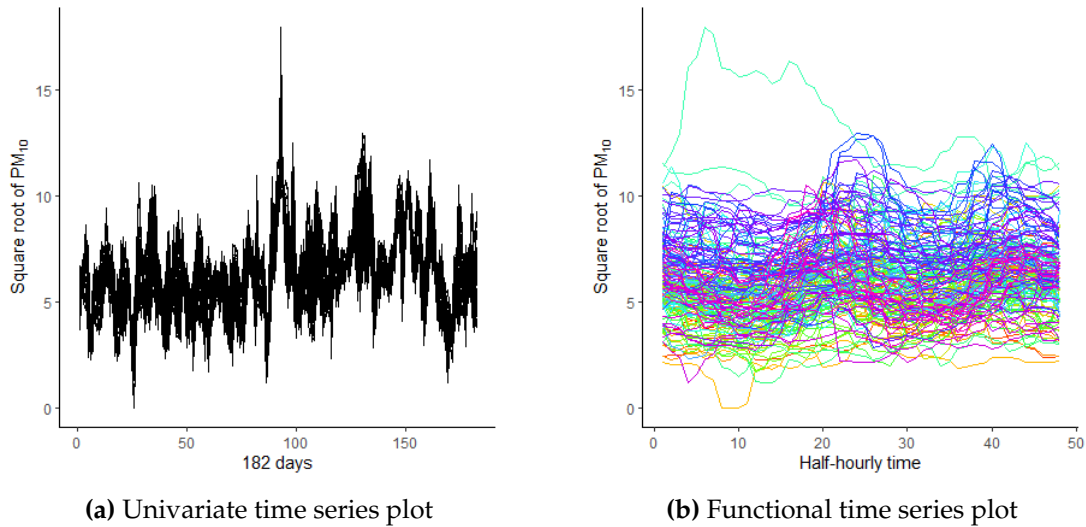 Square root of PM10
15
10
5
0
0 50 100 150
182 days
(a) Univariate time series plot
Square root of PM10
15
10
5
0
0 10 20 30 40 50
Half-hourly time
(b) Functional time series plot